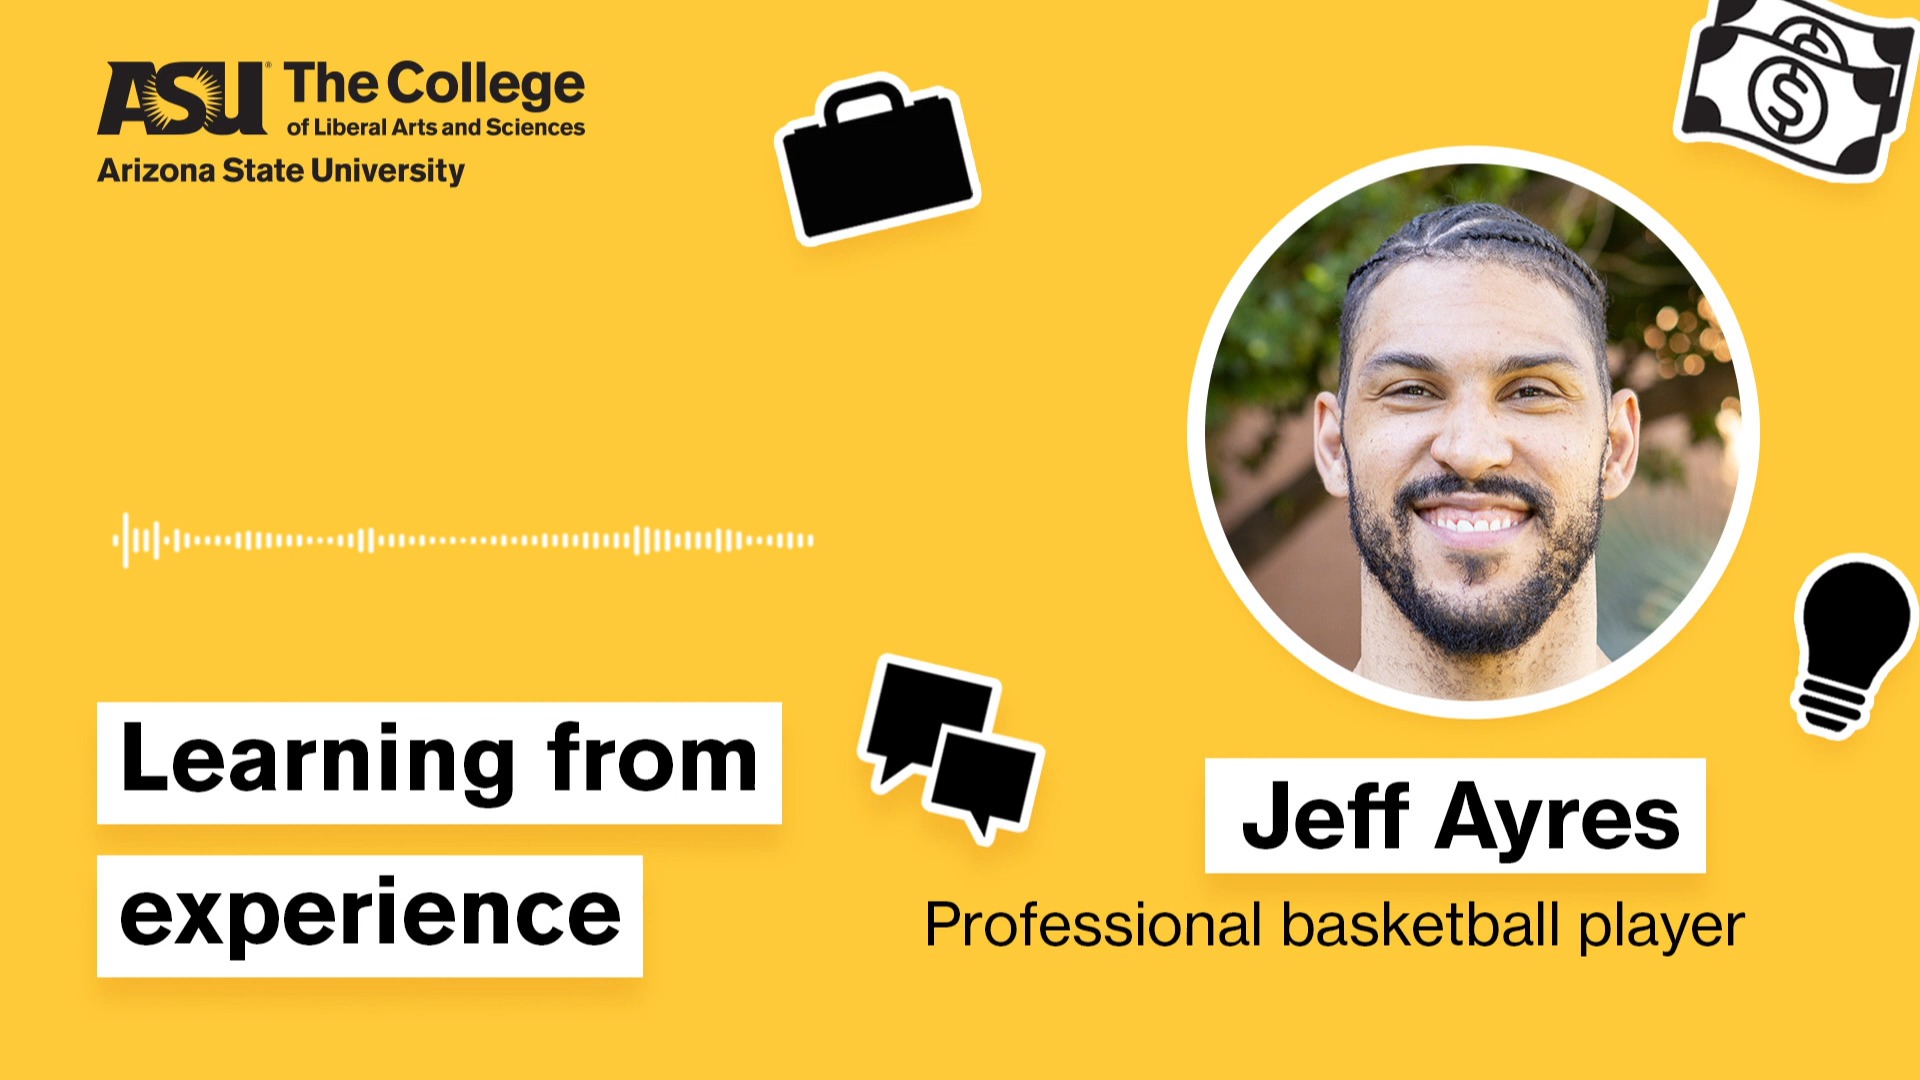 ASU® The College
of Liberal Arts and Sciences
Arizona State University
Learning from
experience
Jeff Ayres
Professional basketball player